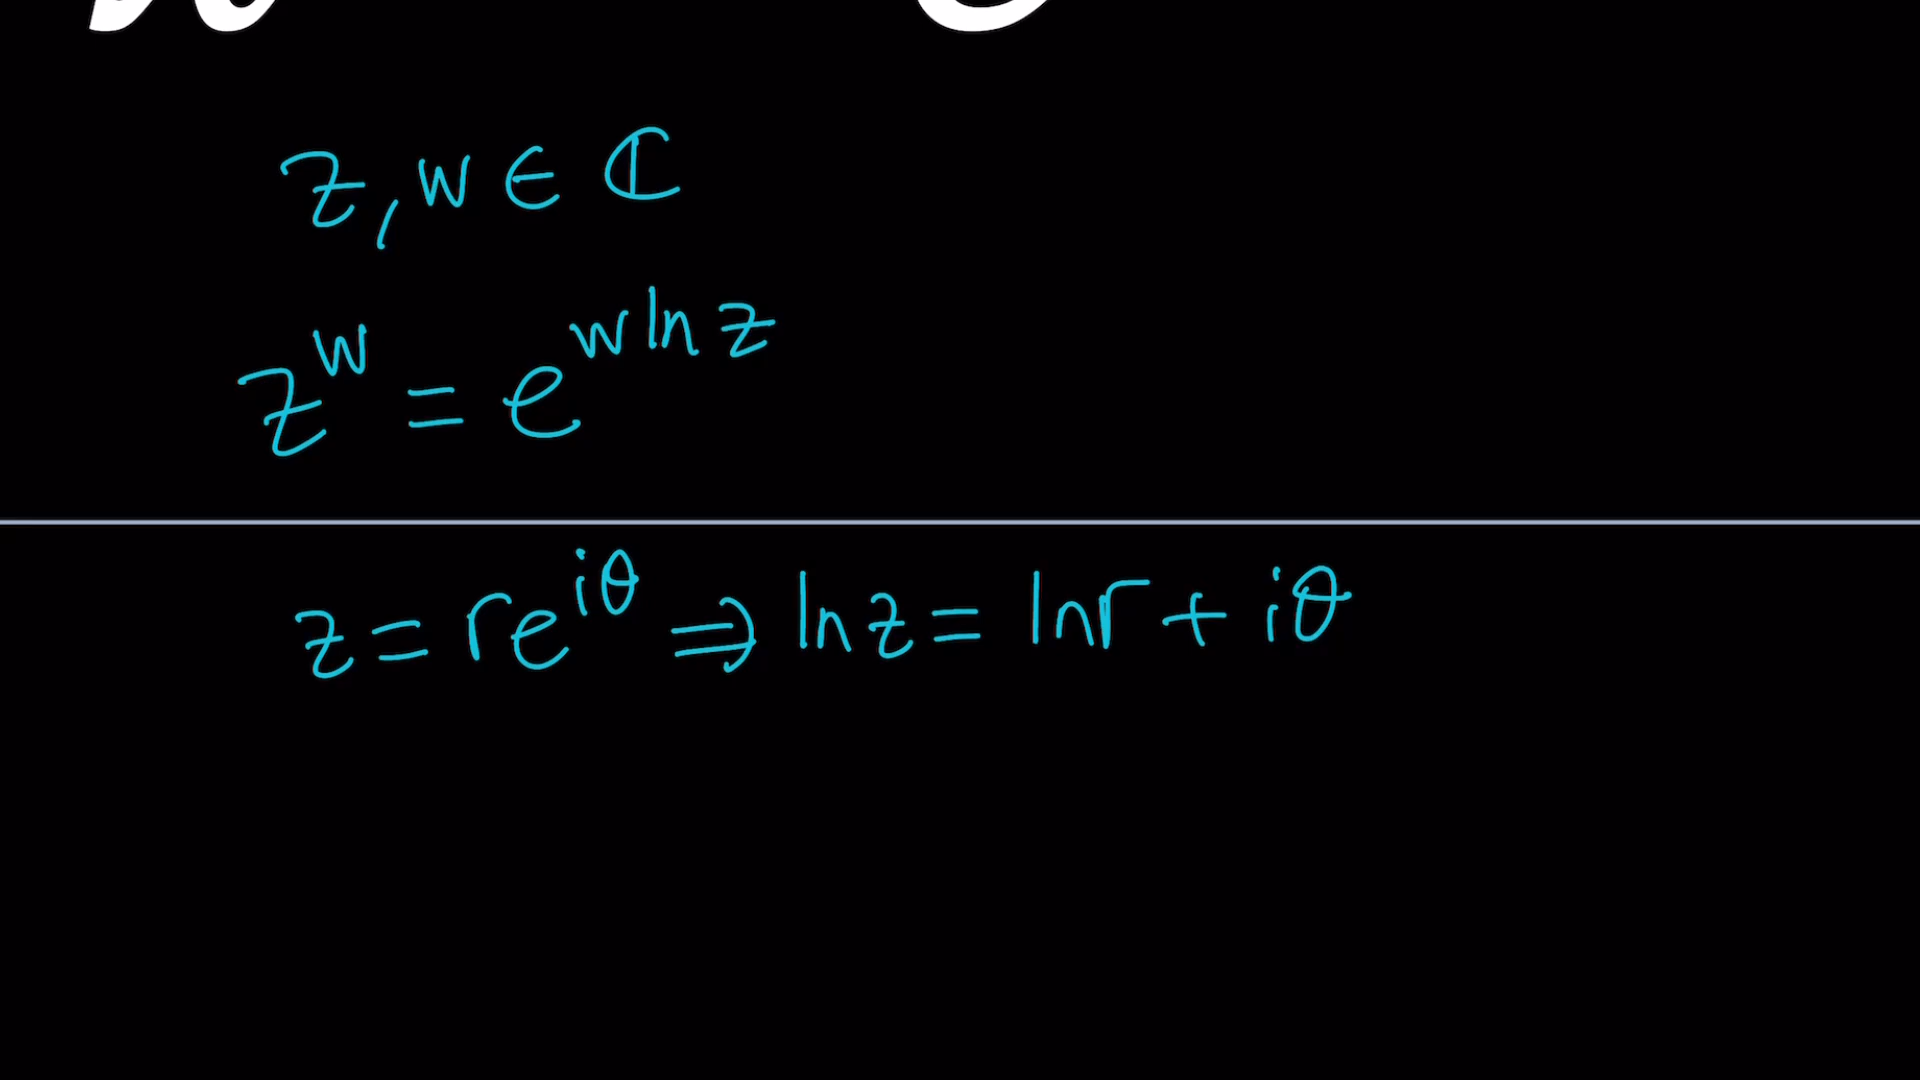 z, w ∈ ℂ
z^w = e^{w ln z}
z = re^{iθ} ⇒ ln z = ln r + iθ